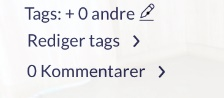 Tags: + 0 andre
Rediger tags
0 Kommentarer